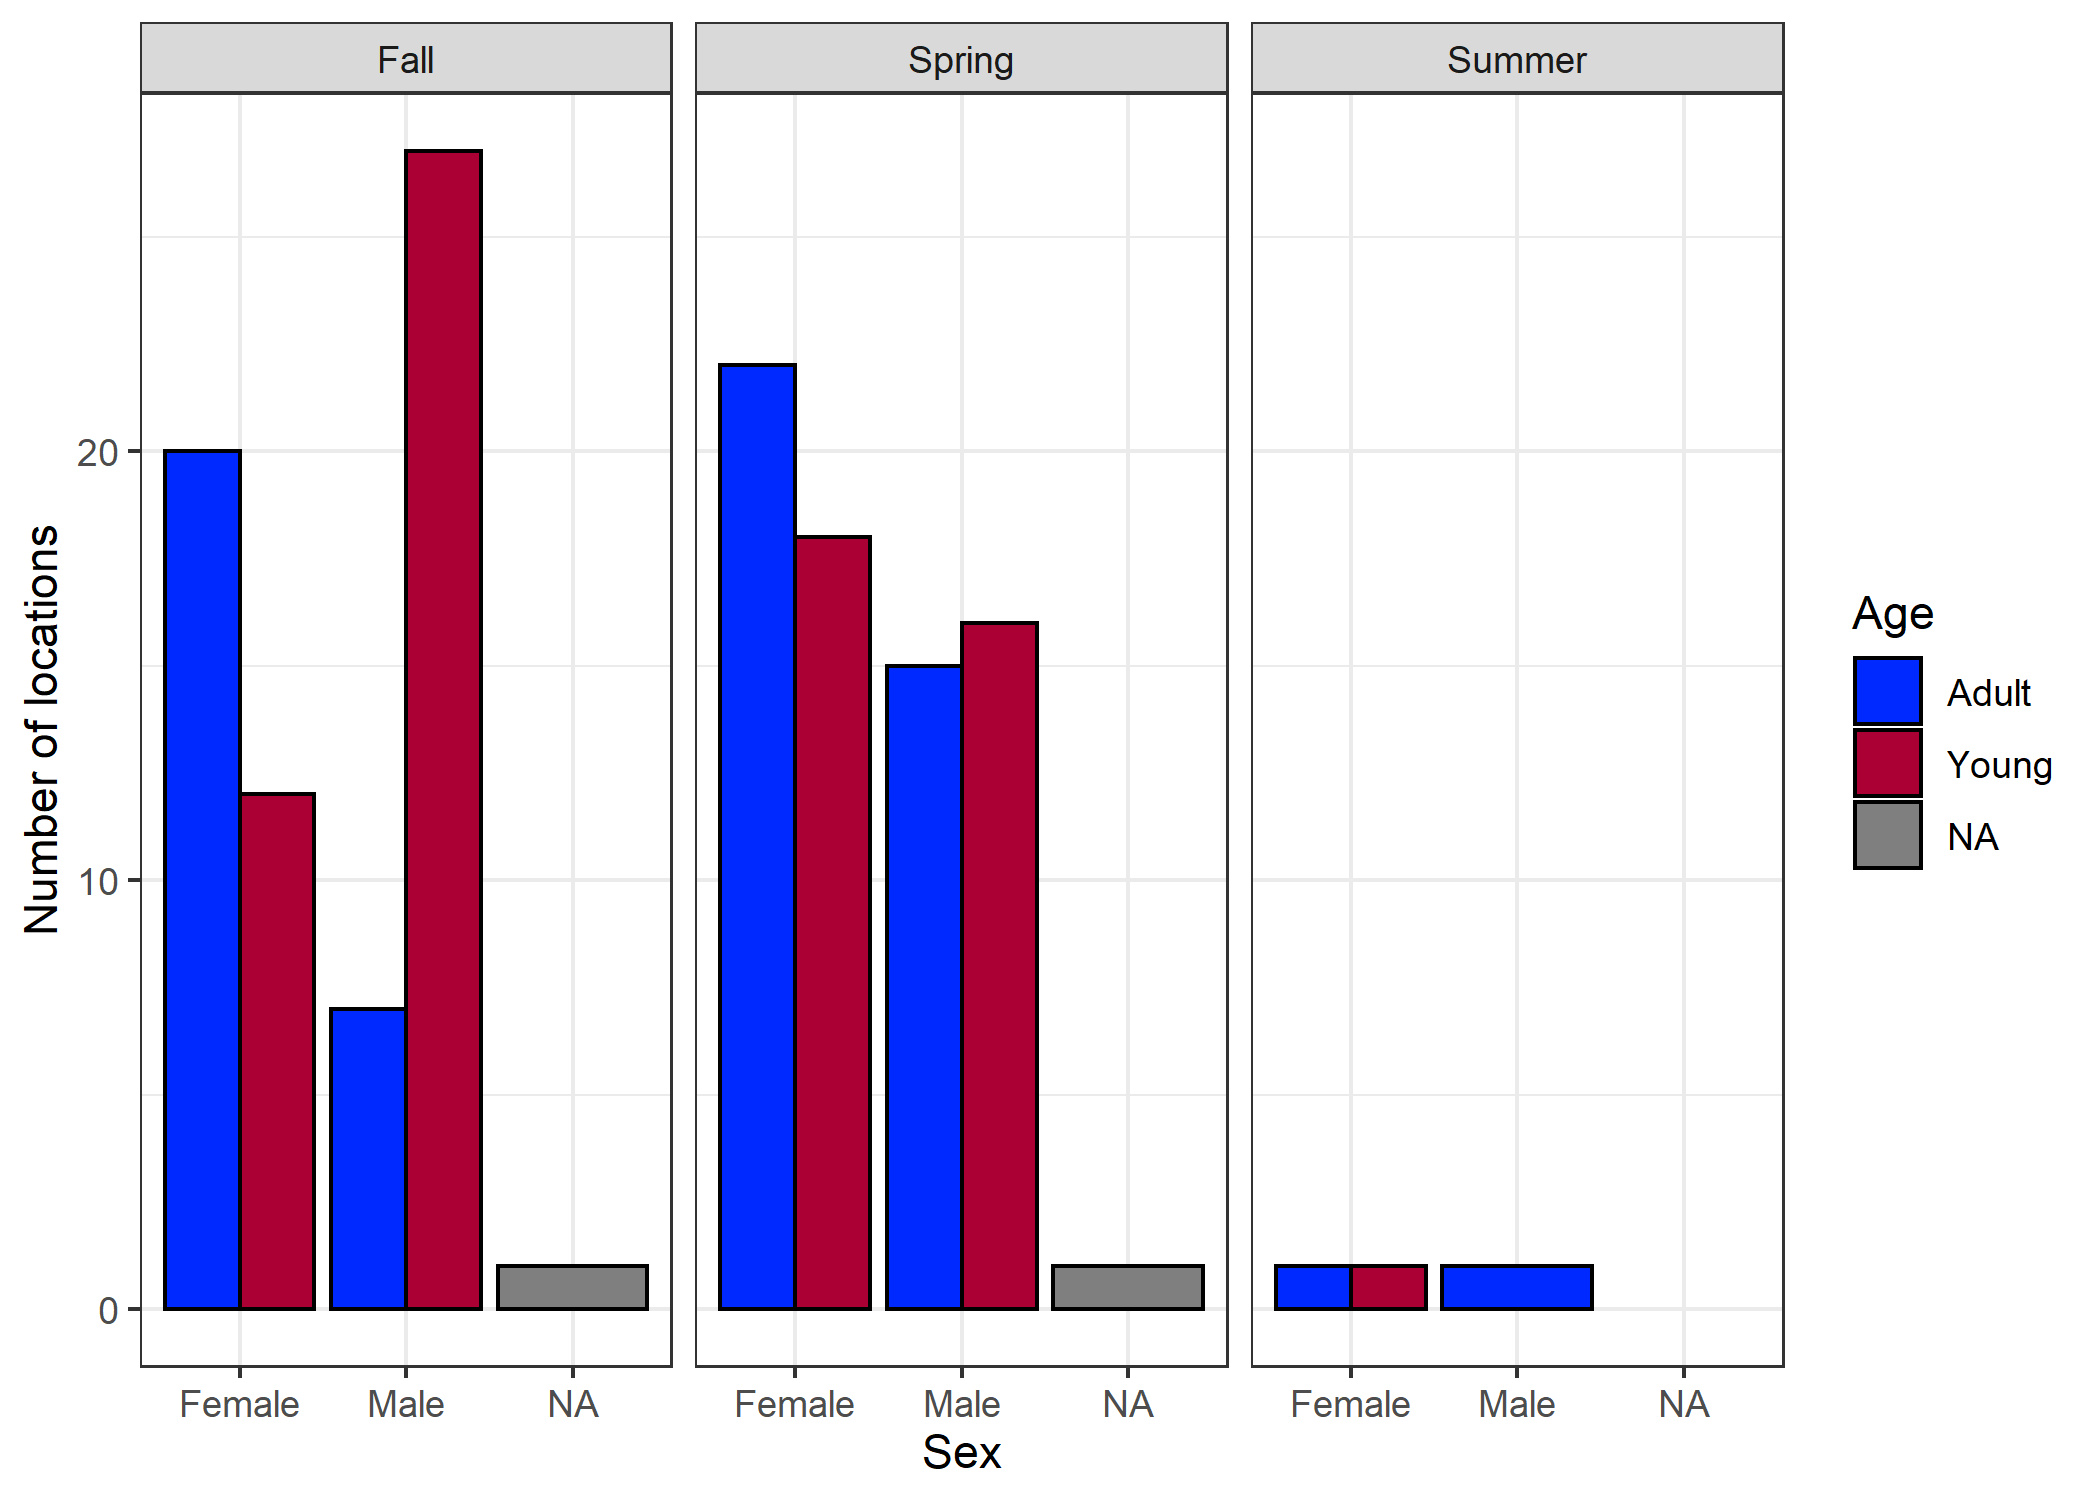 Fall Spring Summer
Number of locations
20
10
0
Female Male NA Female Male NA Female Male NA
Sex
Age
Adult
Young
NA